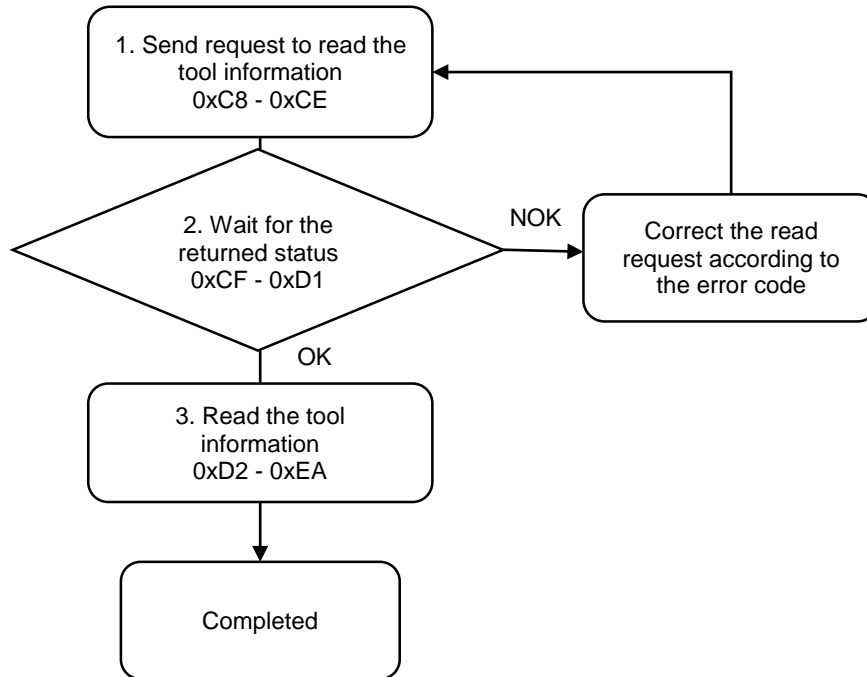 1. Send request to read the
tool information
0xC8 - 0xCE
2. Wait for the
returned status
0xCF - 0xD1
NOK
Correct the read
request according to
the error code
OK
3. Read the tool
information
0xD2 - 0xEA
Completed